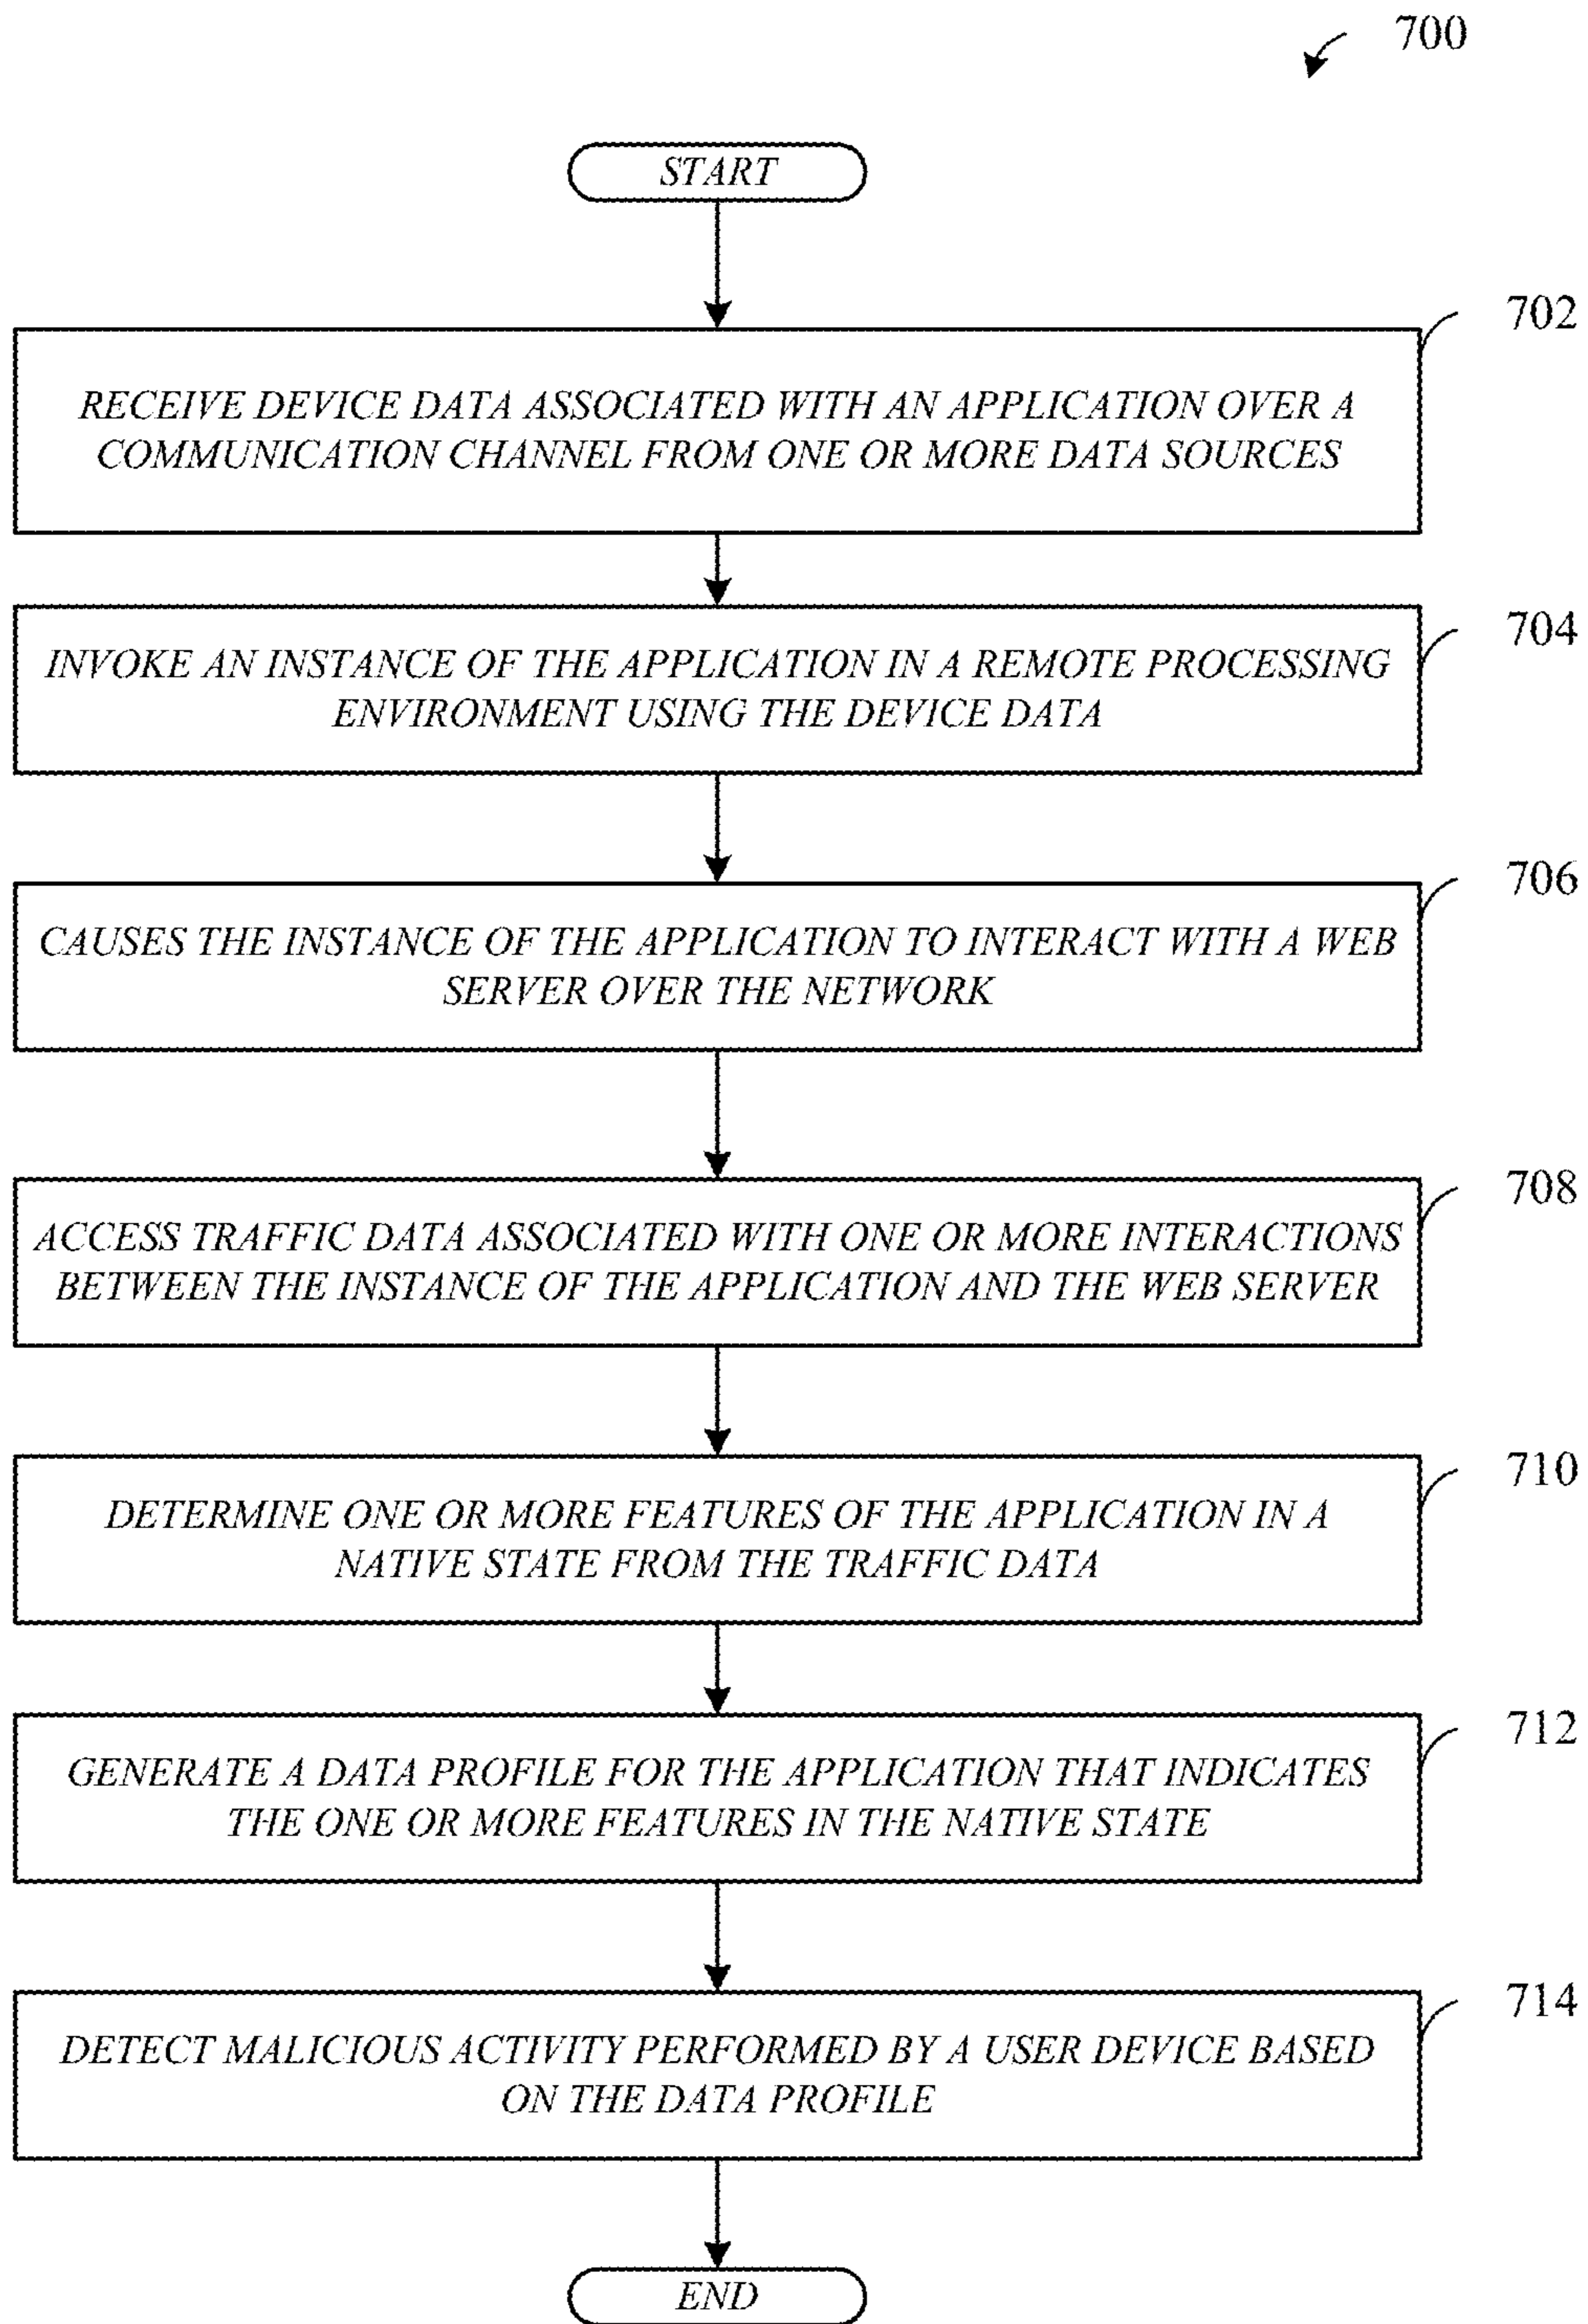 700
START
702
RECEIVE DEVICE DATA ASSOCIATED WITH AN APPLICATION OVER A
COMMUNICATION CHANNEL FROM ONE OR MORE DATA SOURCES
704
INVOKE AN INSTANCE OF THE APPLICATION IN A REMOTE PROCESSING
ENVIRONMENT USING THE DEVICE DATA
706
CAUSES THE INSTANCE OF THE APPLICATION TO INTERACT WITH A WEB
SERVER OVER THE NETWORK
708
ACCESS TRAFFIC DATA ASSOCIATED WITH ONE OR MORE INTERACTIONS
BETWEEN THE INSTANCE OF THE APPLICATION AND THE WEB SERVER
710
DETERMINE ONE OR MORE FEATURES OF THE APPLICATION IN A
NATIVE STATE FROM THE TRAFFIC DATA
712
GENERATE A DATA PROFILE FOR THE APPLICATION THAT INDICATES
THE ONE OR MORE FEATURES IN THE NATIVE STATE
714
DETECT MALICIOUS ACTIVITY PERFORMED BY A USER DEVICE BASED
ON THE DATA PROFILE
END